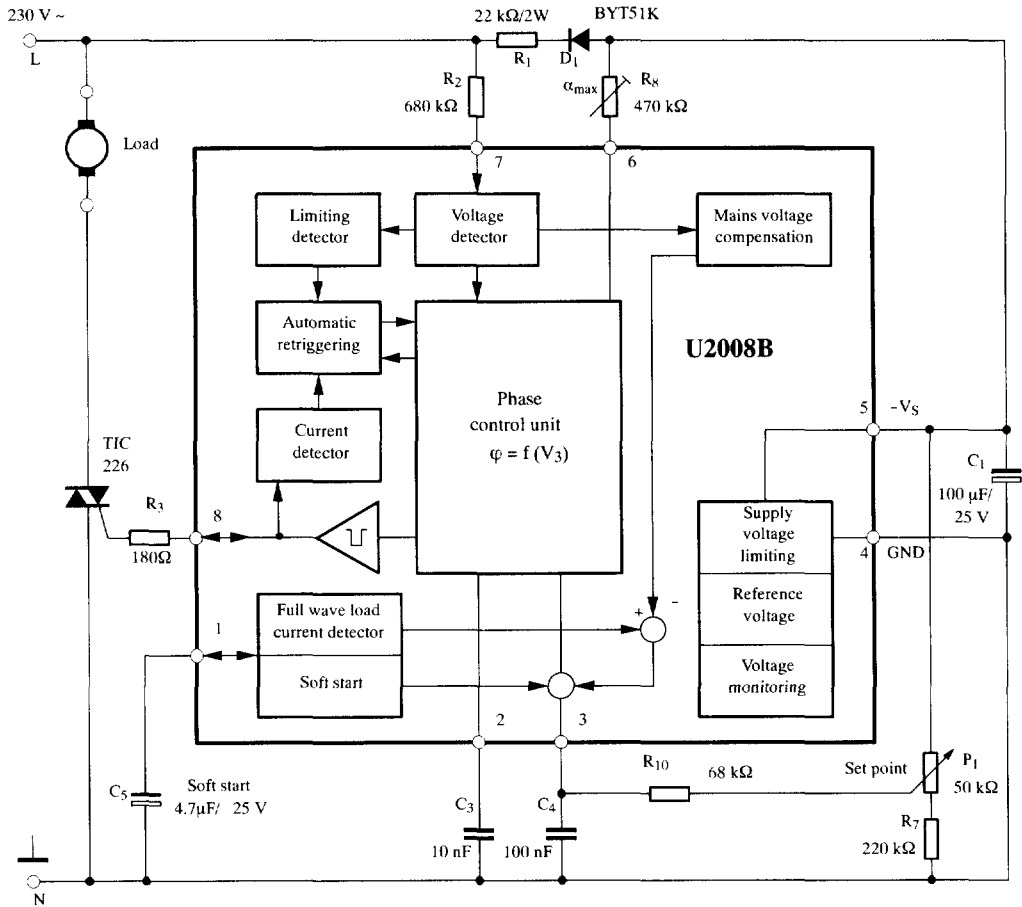 230 V ~
L
22 kΩ/2W
R1
D1
BYT51K
R2
680 kΩ
αmax
R8
470 kΩ
Load
7
6
Limiting
detector
Voltage
detector
Mains voltage
compensation
Automatic
retriggering
U2008B
Phase
control unit
φ = f (V3)
Current
detector
5
–VS
C1
100 µF/
25 V
TIC
226
R3
180Ω
8
Supply
voltage
limiting
4
GND
Reference
voltage
Voltage
monitoring
Full wave load
current detector
Soft start
+
-
1
2
3
R10
68 kΩ
Set point
P1
50 kΩ
C5
Soft start
4.7µF/ 25 V
C3
10 nF
C4
100 nF
R7
220 kΩ
N